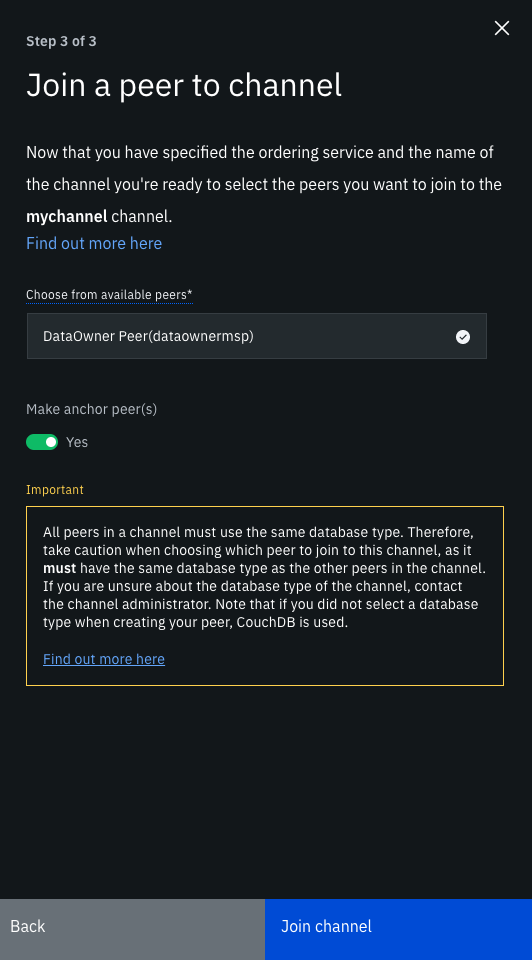 Step 3 of 3
Join a peer to channel
Now that you have specified the ordering service and the name of
the channel you're ready to select the peers you want to join to the
mychannel channel.
Find out more here
Choose from available peers*
DataOwner Peer(dataownermsp)
Make anchor peer(s)
Yes
Important
All peers in a channel must use the same database type. Therefore,
take caution when choosing which peer to join to this channel, as it
must have the same database type as the other peers in the channel.
If you are unsure about the database type of the channel, contact
the channel administrator. Note that if you did not select a database
type when creating your peer, CouchDB is used.
Find out more here
Back
Join channel